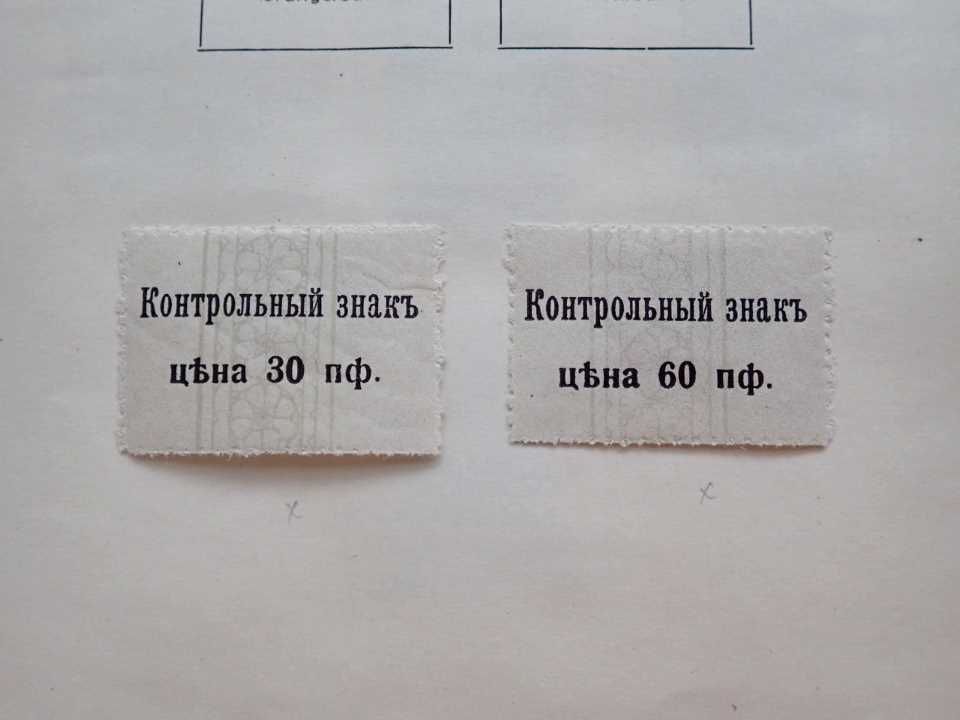 Контрольный знакъ
цѣна 30 пф.
Контрольный знакъ
цѣна 60 пф.
x
x